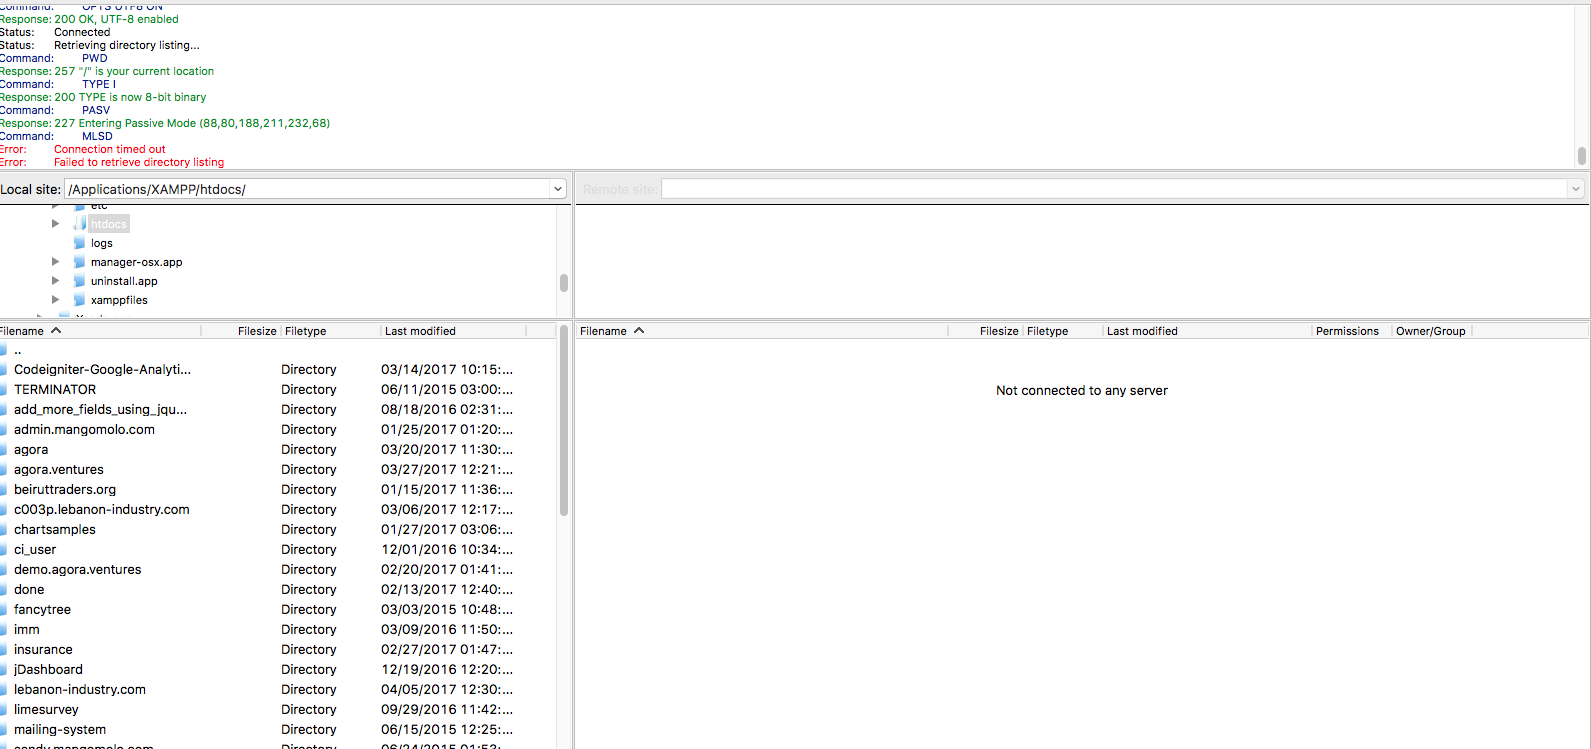 Command: OPTS UTF8 ON
Response: 200 OK, UTF-8 enabled
Status: Connected
Status: Retrieving directory listing...
Command: PWD
Response: 257 "/" is your current location
Command: TYPE I
Response: 200 TYPE is now 8-bit binary
Command: PASV
Response: 227 Entering Passive Mode (88,80,188,211,232,68)
Command: MLSD
Error: Connection timed out
Error: Failed to retrieve directory listing
Local site: /Applications/XAMPP/htdocs/
Remote site:
etc
htdocs
logs
manager-osx.app
uninstall.app
xamppfiles
Filename Filesize Filetype Last modified
..
Codeigniter-Google-Analyti... Directory 03/14/2017 10:15:...
TERMINATOR Directory 06/11/2015 03:00:...
add_more_fields_using_jqu... Directory 08/18/2016 02:31:...
admin.mangomolo.com Directory 01/25/2017 01:20:...
agora Directory 03/20/2017 11:30:...
agora.ventures Directory 03/27/2017 12:21:...
beiruttraders.org Directory 01/15/2017 11:36:...
c003p.lebanon-industry.com Directory 03/06/2017 12:17:...
chartsamples Directory 01/27/2017 03:06:...
ci_user Directory 12/01/2016 10:34:...
demo.agora.ventures Directory 02/20/2017 01:41:...
done Directory 02/13/2017 12:40:...
fancytree Directory 03/03/2015 10:48:...
imm Directory 03/09/2016 11:50:...
insurance Directory 02/27/2017 01:47:...
jDashboard Directory 12/19/2016 12:20:...
lebanon-industry.com Directory 04/05/2017 12:30:...
limesurvey Directory 09/29/2016 11:42:...
mailing-system Directory 06/15/2015 12:25:...
sendy.mangomolo.com Directory 06/24/2015 01:53:...
Filename Filesize Filetype Last modified Permissions Owner/Group
Not connected to any server